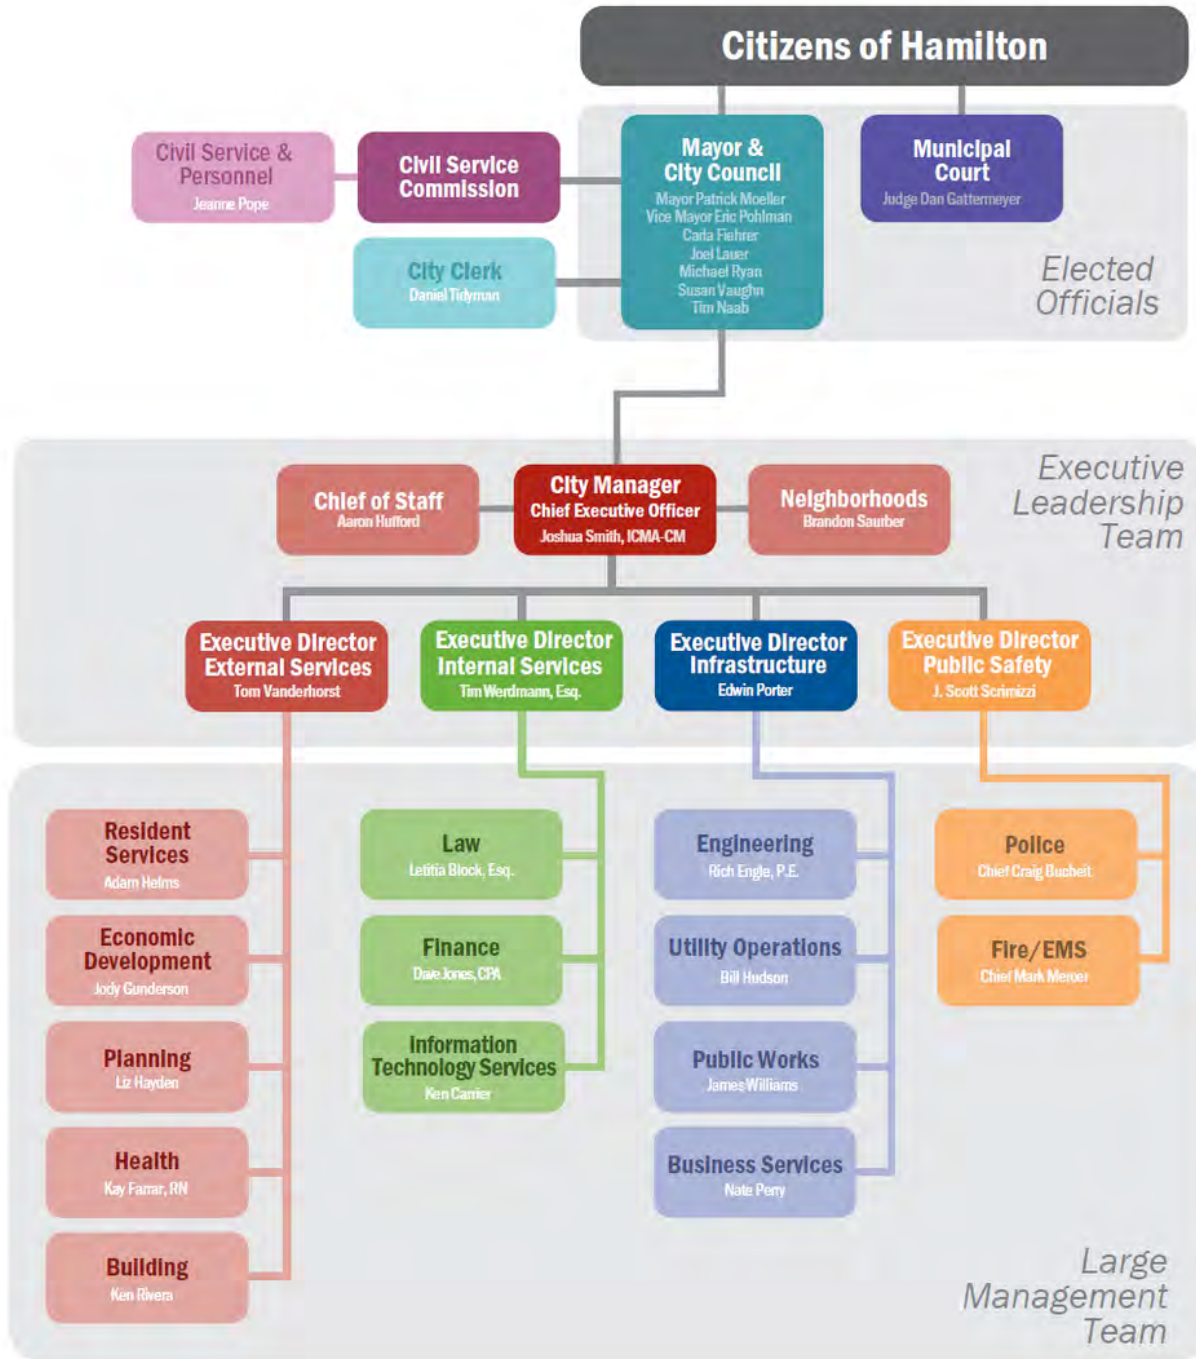 Citizens of Hamilton
Civil Service &
Personnel
Jeanne Pope
Civil Service
Commission
City Clerk
Daniel Tidyman
Mayor &
City Council
Mayor Patrick Moeller
Vice Mayor Eric Pohlman
Carla Fiehrer
Joel Lauer
Michael Ryan
Susan Vaughn
Tim Naab
Municipal
Court
Judge Dan Gattermeyer
Elected
Officials
Executive
Leadership
Team
Chief of Staff
Aaron Hufford
City Manager
Chief Executive Officer
Joshua Smith, ICMA-CM
Neighborhoods
Brandon Saurber
Executive Director
External Services
Tom Vanderhorst
Executive Director
Internal Services
Tim Werdmann, Esq.
Executive Director
Infrastructure
Edwin Porter
Executive Director
Public Safety
J. Scott Scrimizzi
Resident
Services
Adam Helms
Economic
Development
Jody Gunderson
Planning
Liz Hayden
Health
Kay Farrar, RN
Building
Ken Rivera
Law
Letitia Block, Esq.
Finance
Dave Jones, CPA
Information
Technology Services
Ken Carrier
Engineering
Rich Engle, P.E.
Utility Operations
Bill Hudson
Public Works
James Williams
Business Services
Nate Perry
Police
Chief Craig Bucheit
Fire/EMS
Chief Mark Mercer
Large
Management
Team